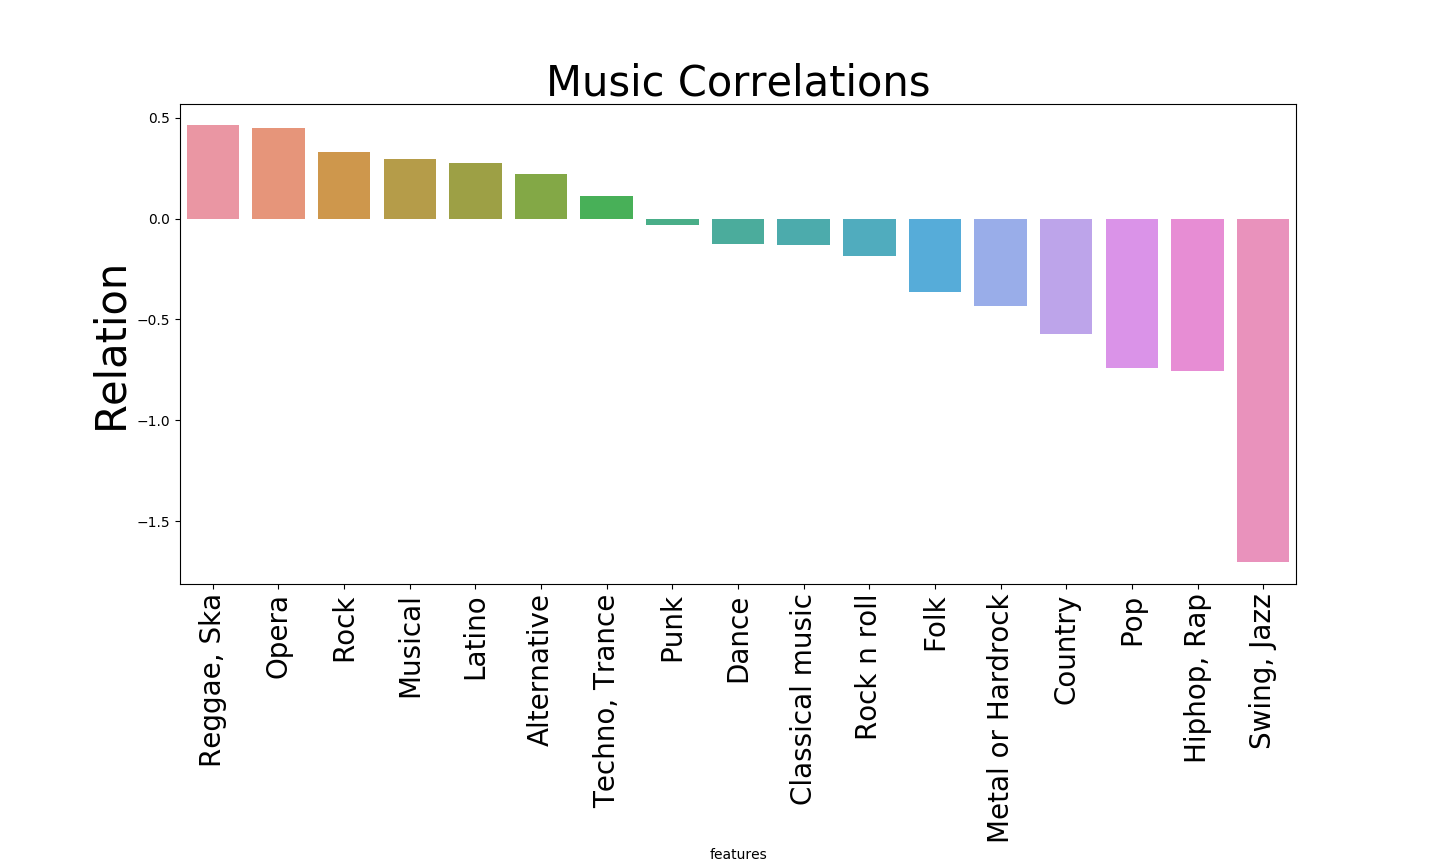 Music Correlations
Relation
0.5
0.0
−0.5
−1.0
−1.5
Reggae, Ska
Opera
Rock
Musical
Latino
Alternative
Techno, Trance
Punk
Dance
Classical music
Rock n roll
Folk
Metal or Hardrock
Country
Pop
Hiphop, Rap
Swing, Jazz
features